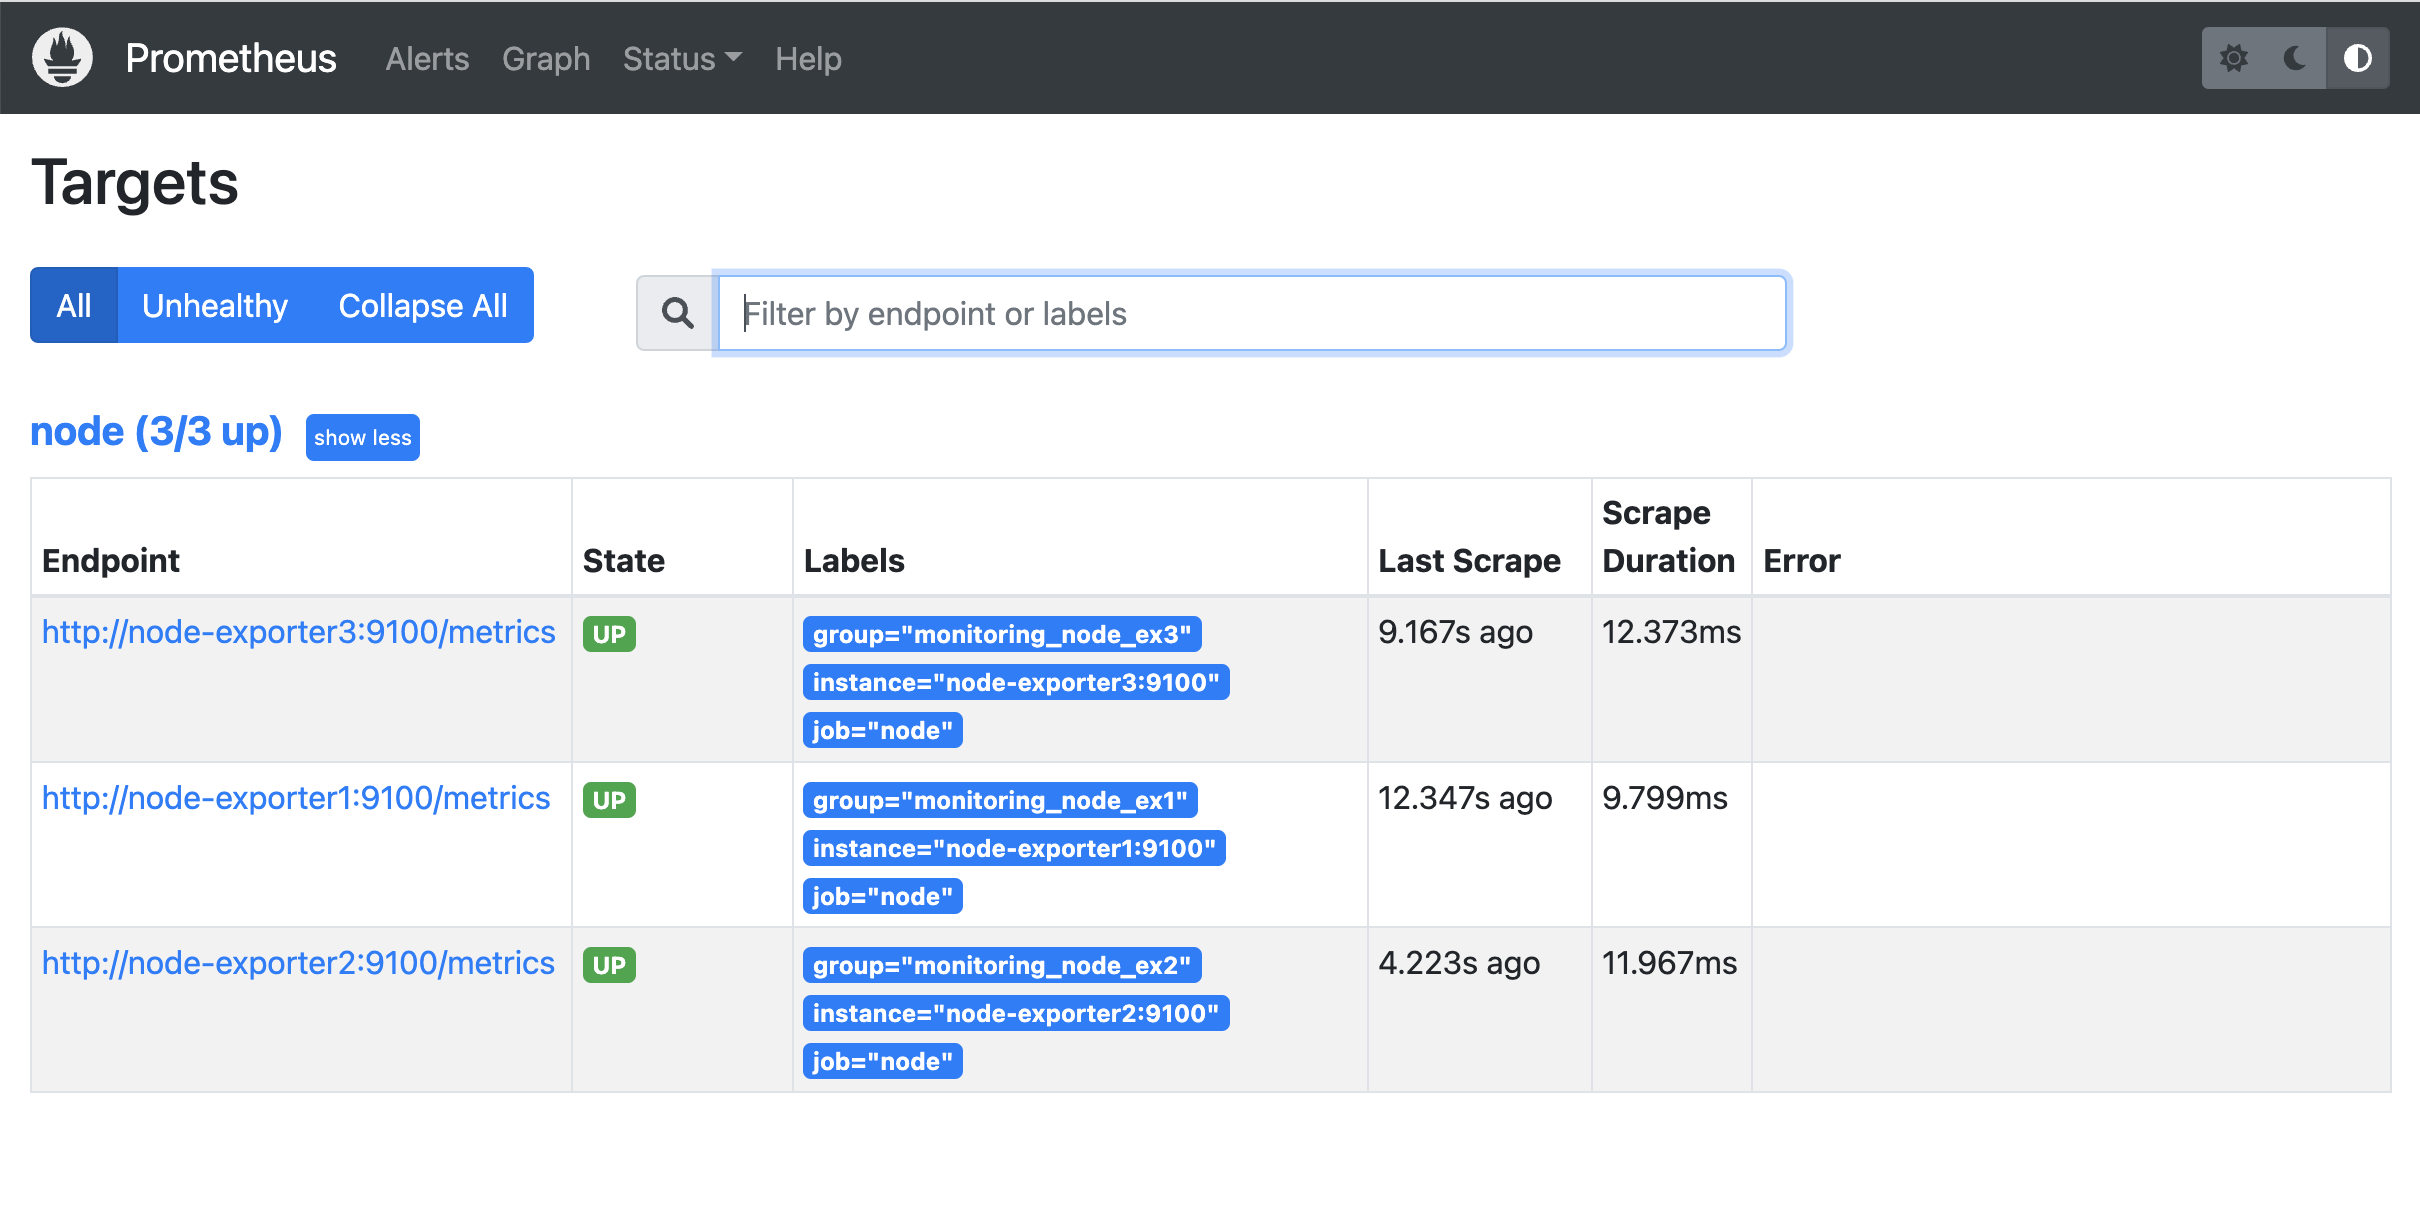 Prometheus Alerts Graph Status Help
Targets
All Unhealthy Collapse All
Filter by endpoint or labels
node (3/3 up) show less
Endpoint State Labels Last Scrape Scrape Duration Error
http://node-exporter3:9100/metrics UP group="monitoring_node_ex3" 9.167s ago 12.373ms
instance="node-exporter3:9100"
job="node"
http://node-exporter1:9100/metrics UP group="monitoring_node_ex1" 12.347s ago 9.799ms
instance="node-exporter1:9100"
job="node"
http://node-exporter2:9100/metrics UP group="monitoring_node_ex2" 4.223s ago 11.967ms
instance="node-exporter2:9100"
job="node"